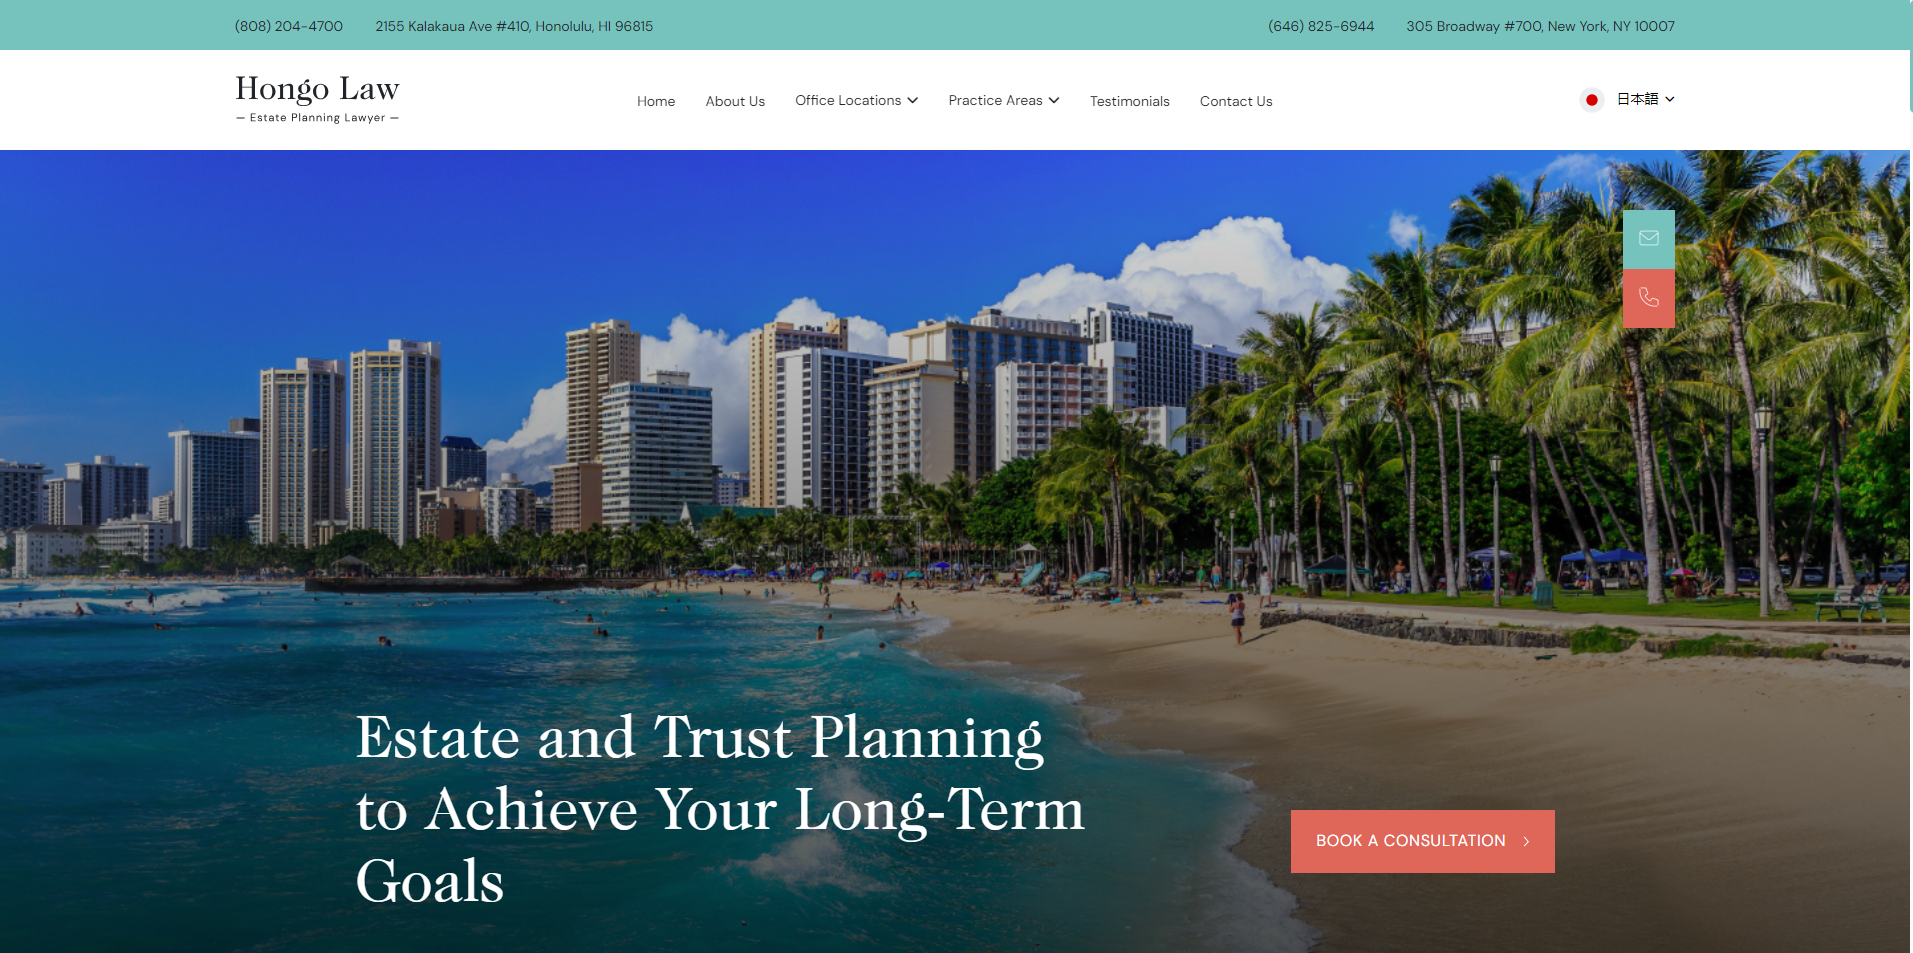 (808) 204-4700 2155 Kalakaua Ave #410, Honolulu, HI 96815 (646) 825-6944 305 Broadway #700, New York, NY 10007
Hongo Law
— Estate Planning Lawyer —
Home About Us Office Locations Practice Areas Testimonials Contact Us 日本語
Estate and Trust Planning
to Achieve Your Long-Term
Goals
BOOK A CONSULTATION